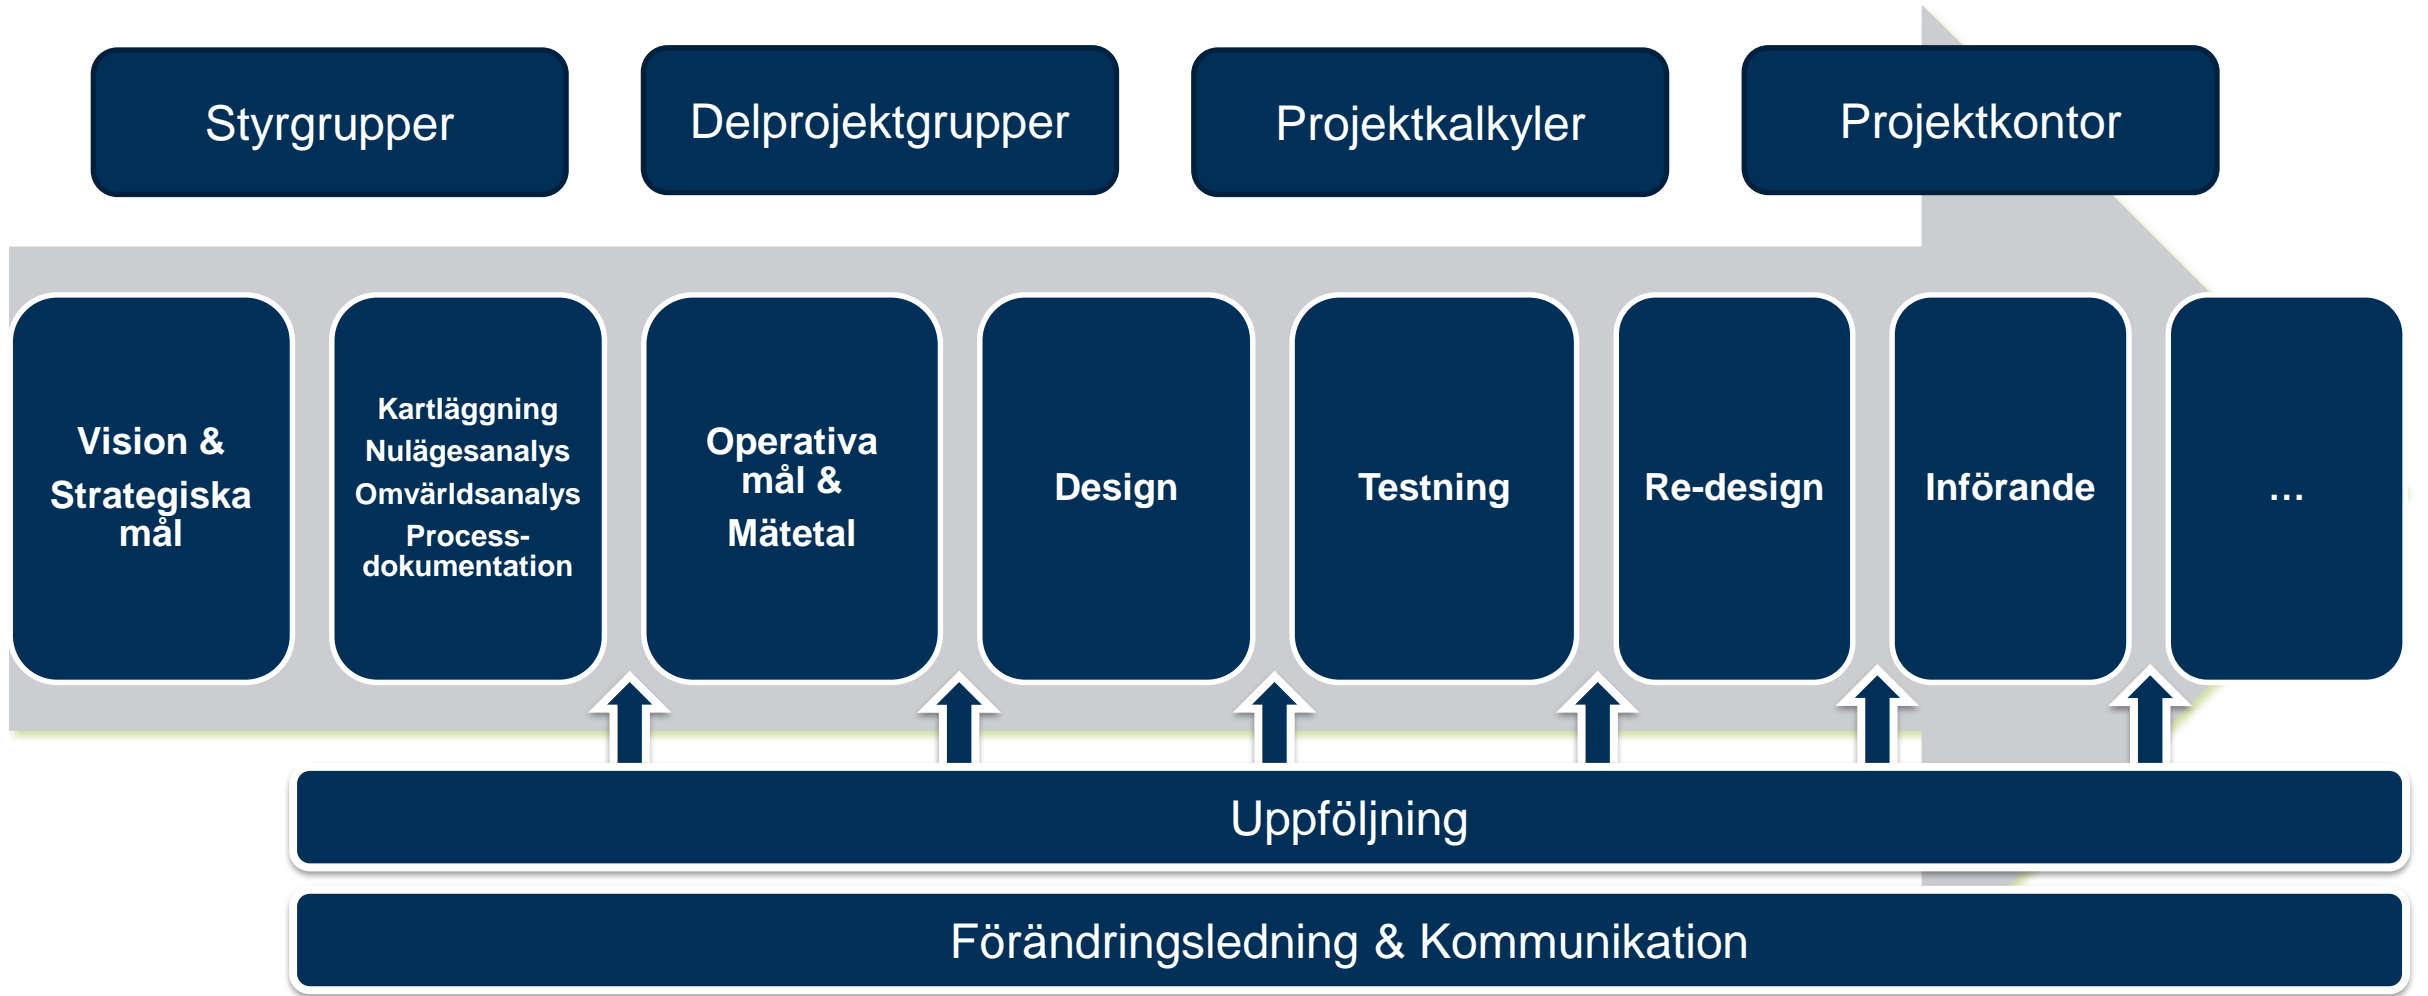 Styrgrupper
Delprojektgrupper
Projektkalkyler
Projektkontor
Vision &
Strategiska
mål
Kartläggning
Nulägesanalys
Omvärldsanalys
Process-
dokumentation
Operativa
mål &
Mätetal
Design
Testning
Re-design
Införande
…
Uppföljning
Förändringsledning & Kommunikation